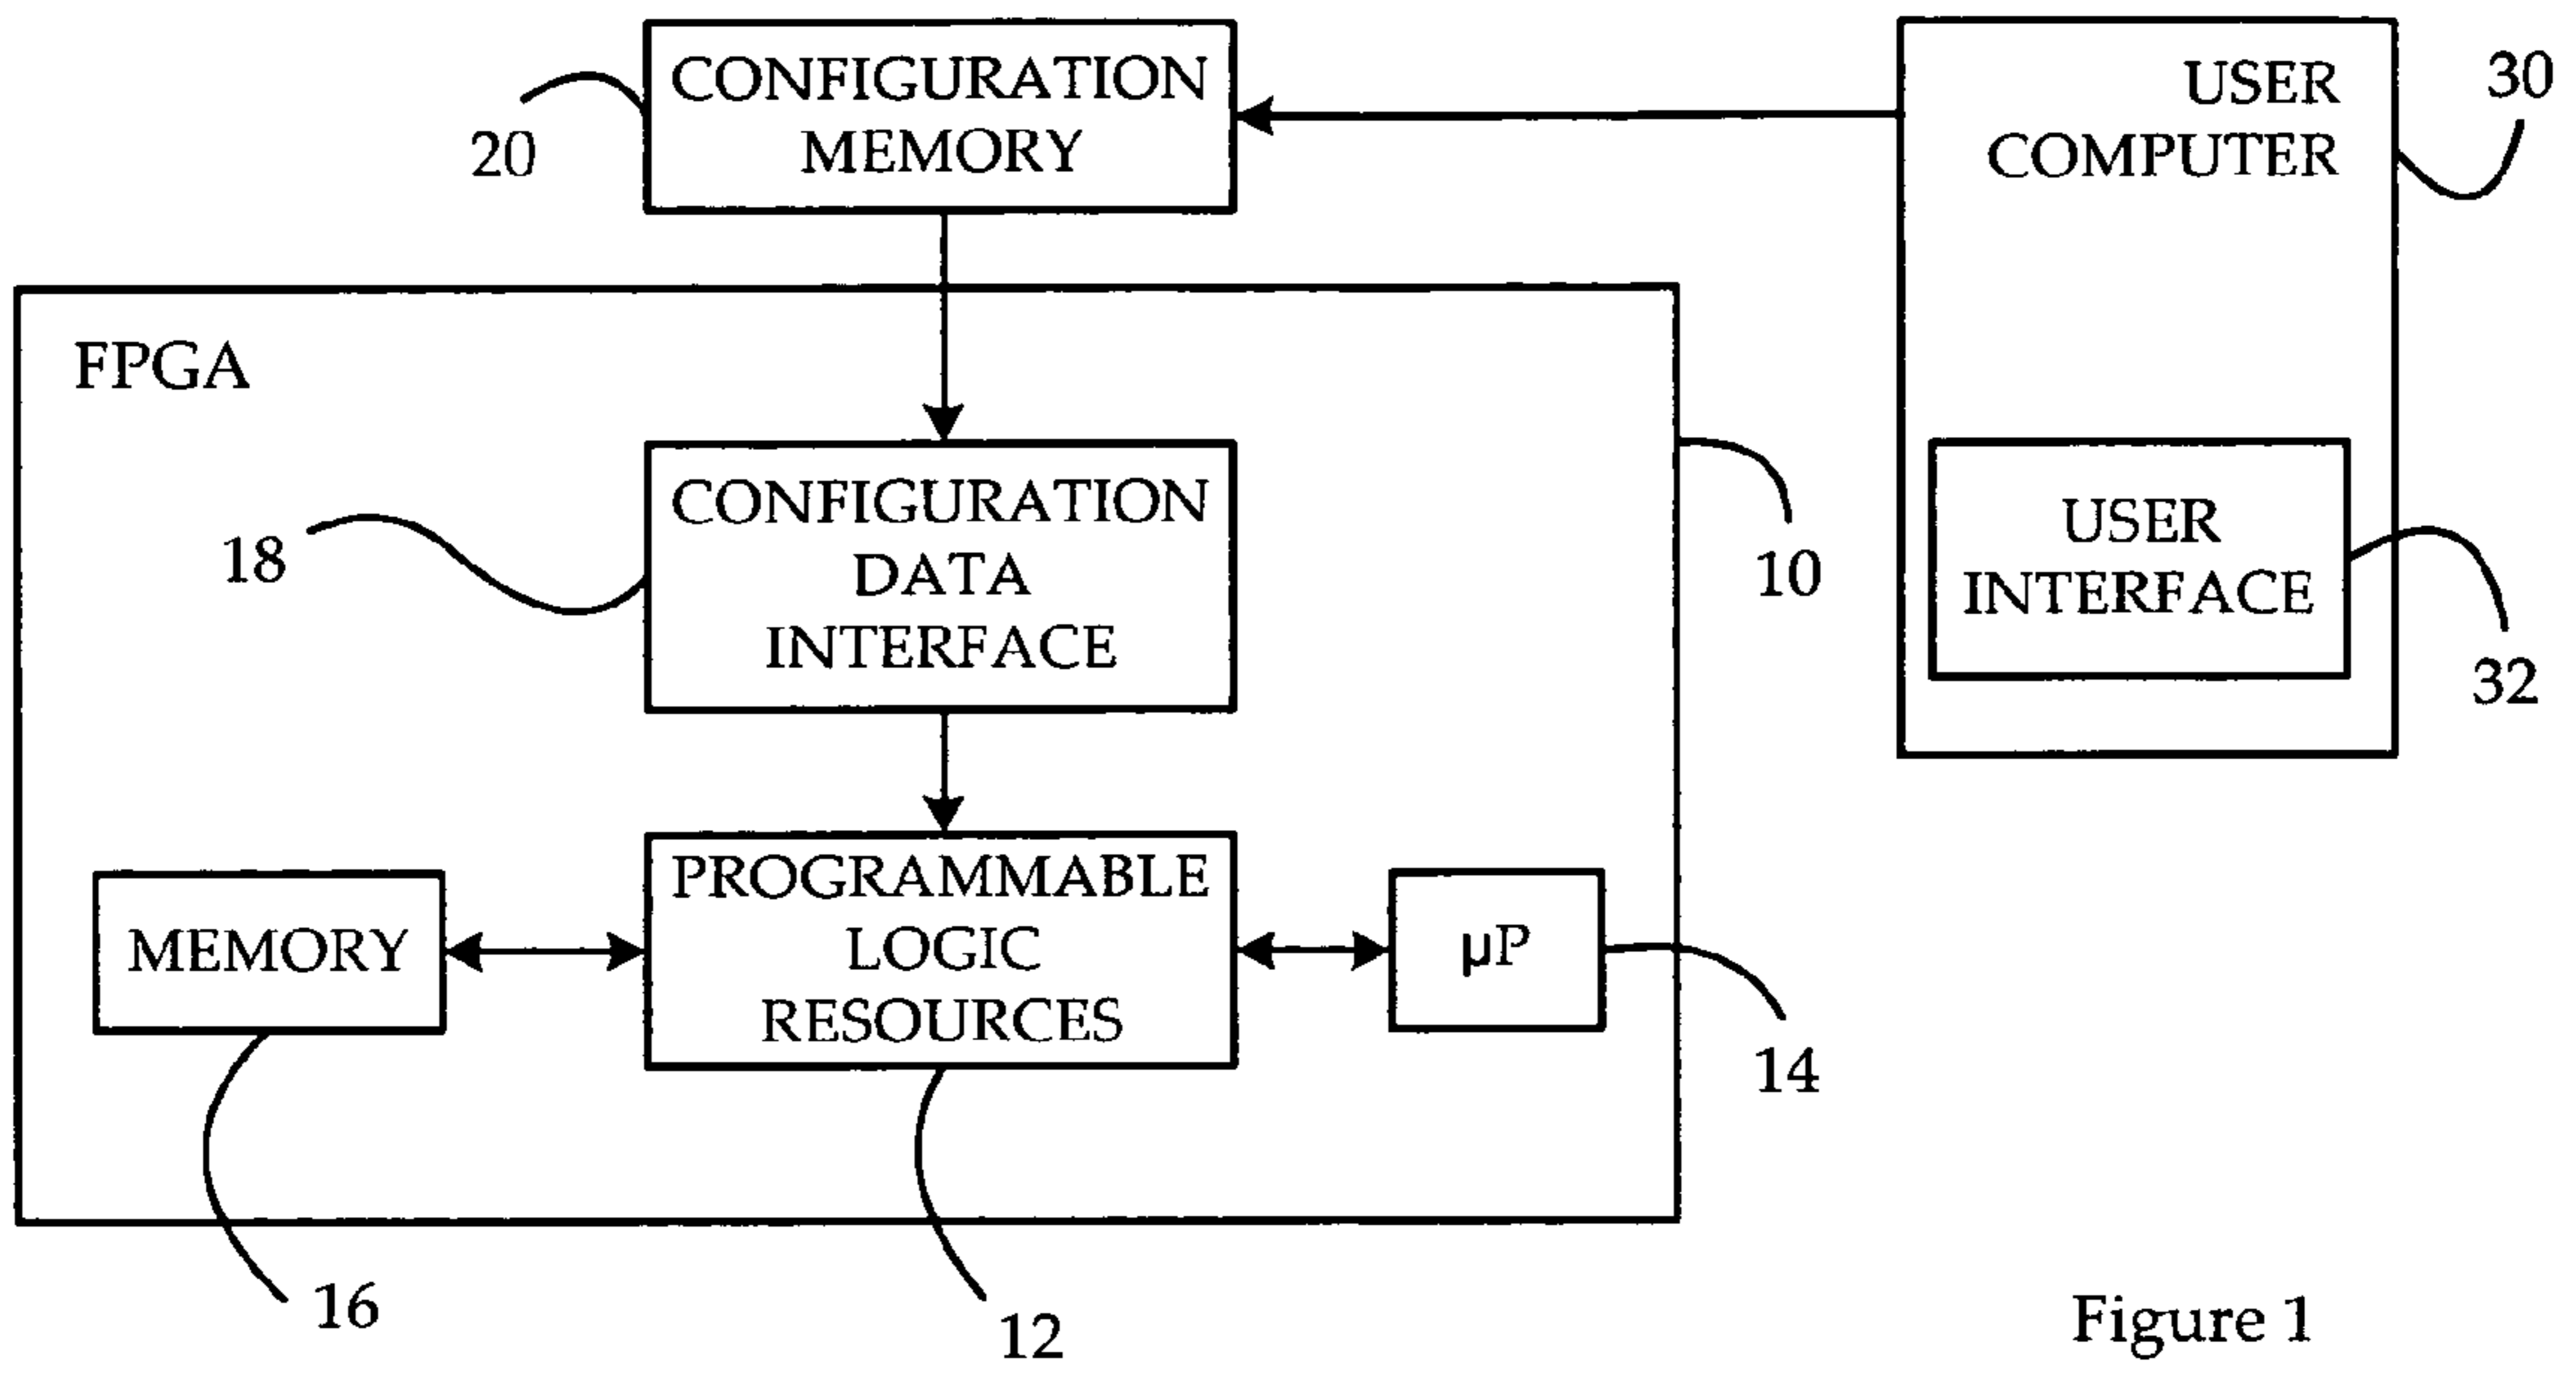 CONFIGURATION
MEMORY
20
USER
COMPUTER
30
FPGA
CONFIGURATION
DATA
INTERFACE
18
10
USER
INTERFACE
32
MEMORY
PROGRAMMABLE
LOGIC
RESOURCES
µP
14
16
12
Figure 1